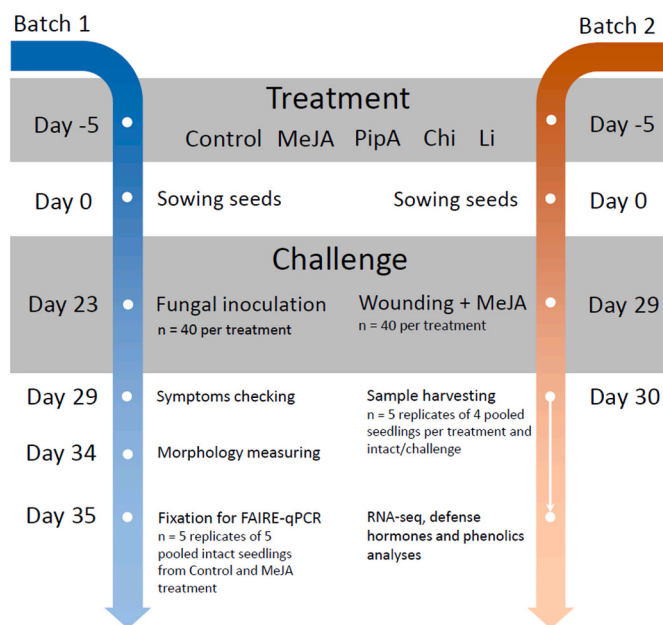 Batch 1
Batch 2
Treatment
Day -5
Control MeJA PipA Chi Li
Day -5
Day 0
Sowing seeds
Sowing seeds
Day 0
Challenge
Day 23
Fungal inoculation
n = 40 per treatment
Wounding + MeJA
n = 40 per treatment
Day 29
Day 29
Symptoms checking
Sample harvesting
n = 5 replicates of 4 pooled
seedlings per treatment and
intact/challenge
Day 30
Day 34
Morphology measuring
Day 35
Fixation for FAIRE-qPCR
n = 5 replicates of 5
pooled intact seedlings
from Control and MeJA
treatment
RNA-seq, defense
hormones and phenolics
analyses